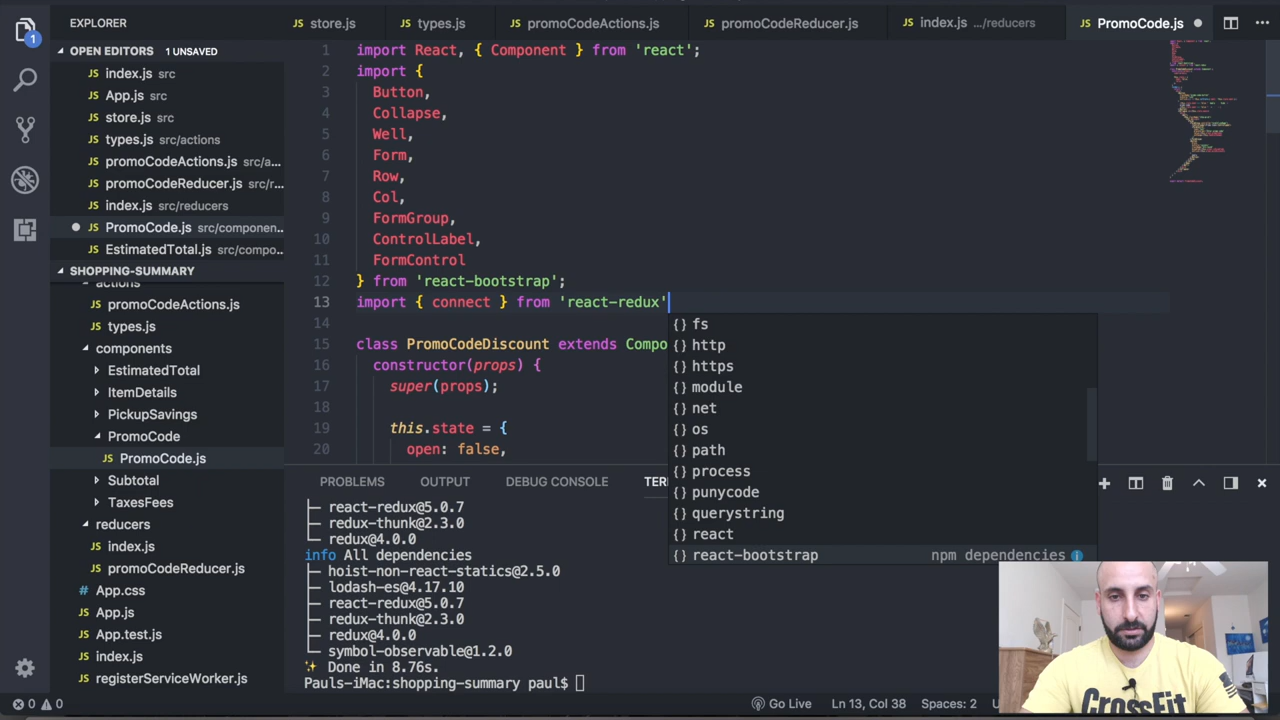 EXPLORER
store.js
types.js
promoCodeActions.js
promoCodeReducer.js
index.js .../reducers
PromoCode.js
1
OPEN EDITORS 1 UNSAVED
index.js src
App.js src
store.js src
types.js src/actions
promoCodeActions.js src/a...
promoCodeReducer.js src/r...
index.js src/reducers
PromoCode.js src/componen...
EstimatedTotal.js src/compo...
SHOPPING-SUMMARY
actions
promoCodeActions.js
types.js
components
EstimatedTotal
ItemDetails
PickupSavings
PromoCode
PromoCode.js
Subtotal
TaxesFees
reducers
index.js
promoCodeReducer.js
App.css
App.js
App.test.js
index.js
registerServiceWorker.js
1 import React, { Component } from 'react';
2 import {
3 Button,
4 Collapse,
5 Well,
6 Form,
7 Row,
8 Col,
9 FormGroup,
10 ControlLabel,
11 FormControl
12 } from 'react-bootstrap';
13 import { connect } from 'react-redux'
14
15 class PromoCodeDiscount extends Compo
16 constructor(props) {
17 super(props);
18
19 this.state = {
20 open: false,
{} fs
{} http
{} https
{} module
{} net
{} os
{} path
{} process
{} punycode
{} querystring
{} react
{} react-bootstrap npm dependencies
PROBLEMS OUTPUT DEBUG CONSOLE TER
├─ react-redux@5.0.7
├─ redux-thunk@2.3.0
└─ redux@4.0.0
info All dependencies
├─ hoist-non-react-statics@2.5.0
├─ lodash-es@4.17.10
├─ react-redux@5.0.7
├─ redux-thunk@2.3.0
├─ redux@4.0.0
└─ symbol-observable@1.2.0
✨ Done in 8.76s.
Pauls-iMac:shopping-summary paul$
CROSSFIT
0 0
Go Live
Ln 13, Col 38
Spaces: 2